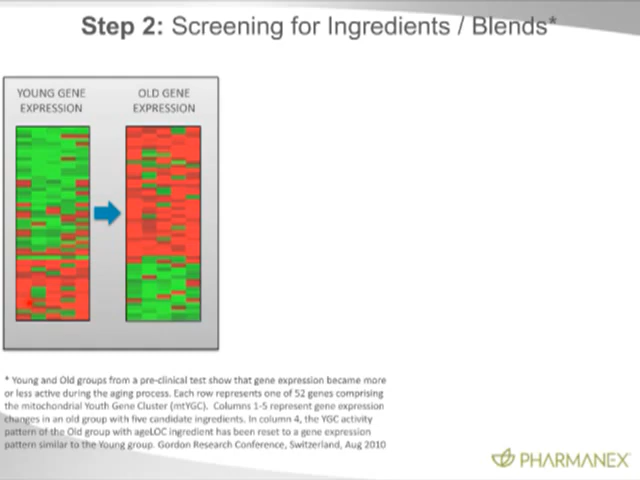 Step 2: Screening for Ingredients / Blends*
YOUNG GENE
EXPRESSION
OLD GENE
EXPRESSION
* Young and Old groups from a pre-clinical test show that gene expression became more
or less active during the aging process. Each row represents one of 52 genes comprising
the mitochondrial Youth Gene Cluster (mtYGC). Columns 1-5 represent gene expression
changes in an old group with five candidate ingredients. In column 4, the YGC activity
pattern of the Old group with ageLOC ingredient has been reset to a gene expression
pattern similar to the Young group. Gordon Research Conference, Switzerland, Aug 2010
PHARMANEX